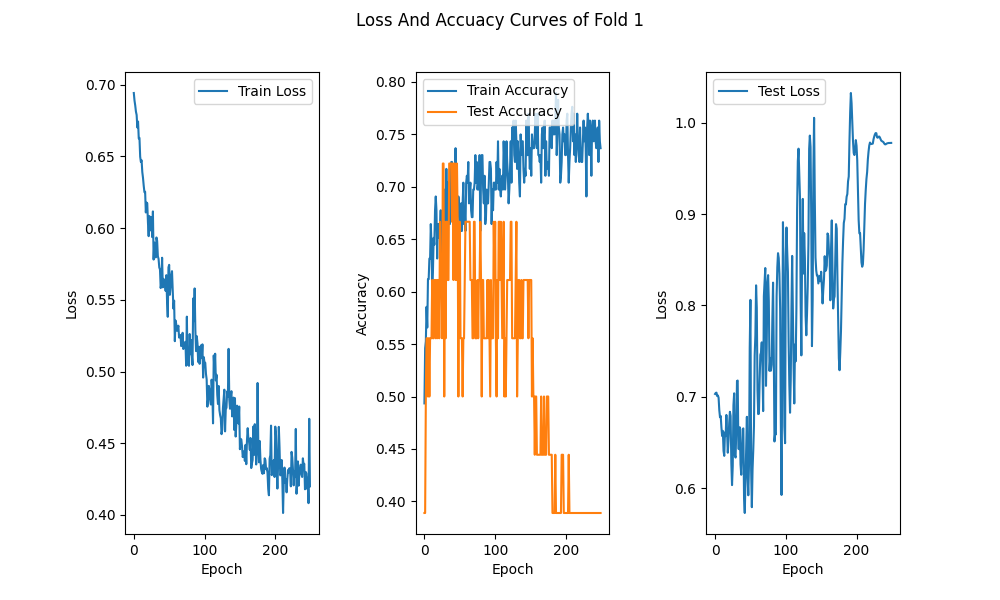 Loss And Accuacy Curves of Fold 1
Train Loss
0.70
0.65
0.60
0.55
0.50
0.45
0.40
Loss
0
100
200
Epoch
Train Accuracy
Test Accuracy
0.80
0.75
0.70
0.65
0.60
0.55
0.50
0.45
0.40
Accuracy
0
100
200
Epoch
Test Loss
1.0
0.9
0.8
0.7
0.6
Loss
0
100
200
Epoch